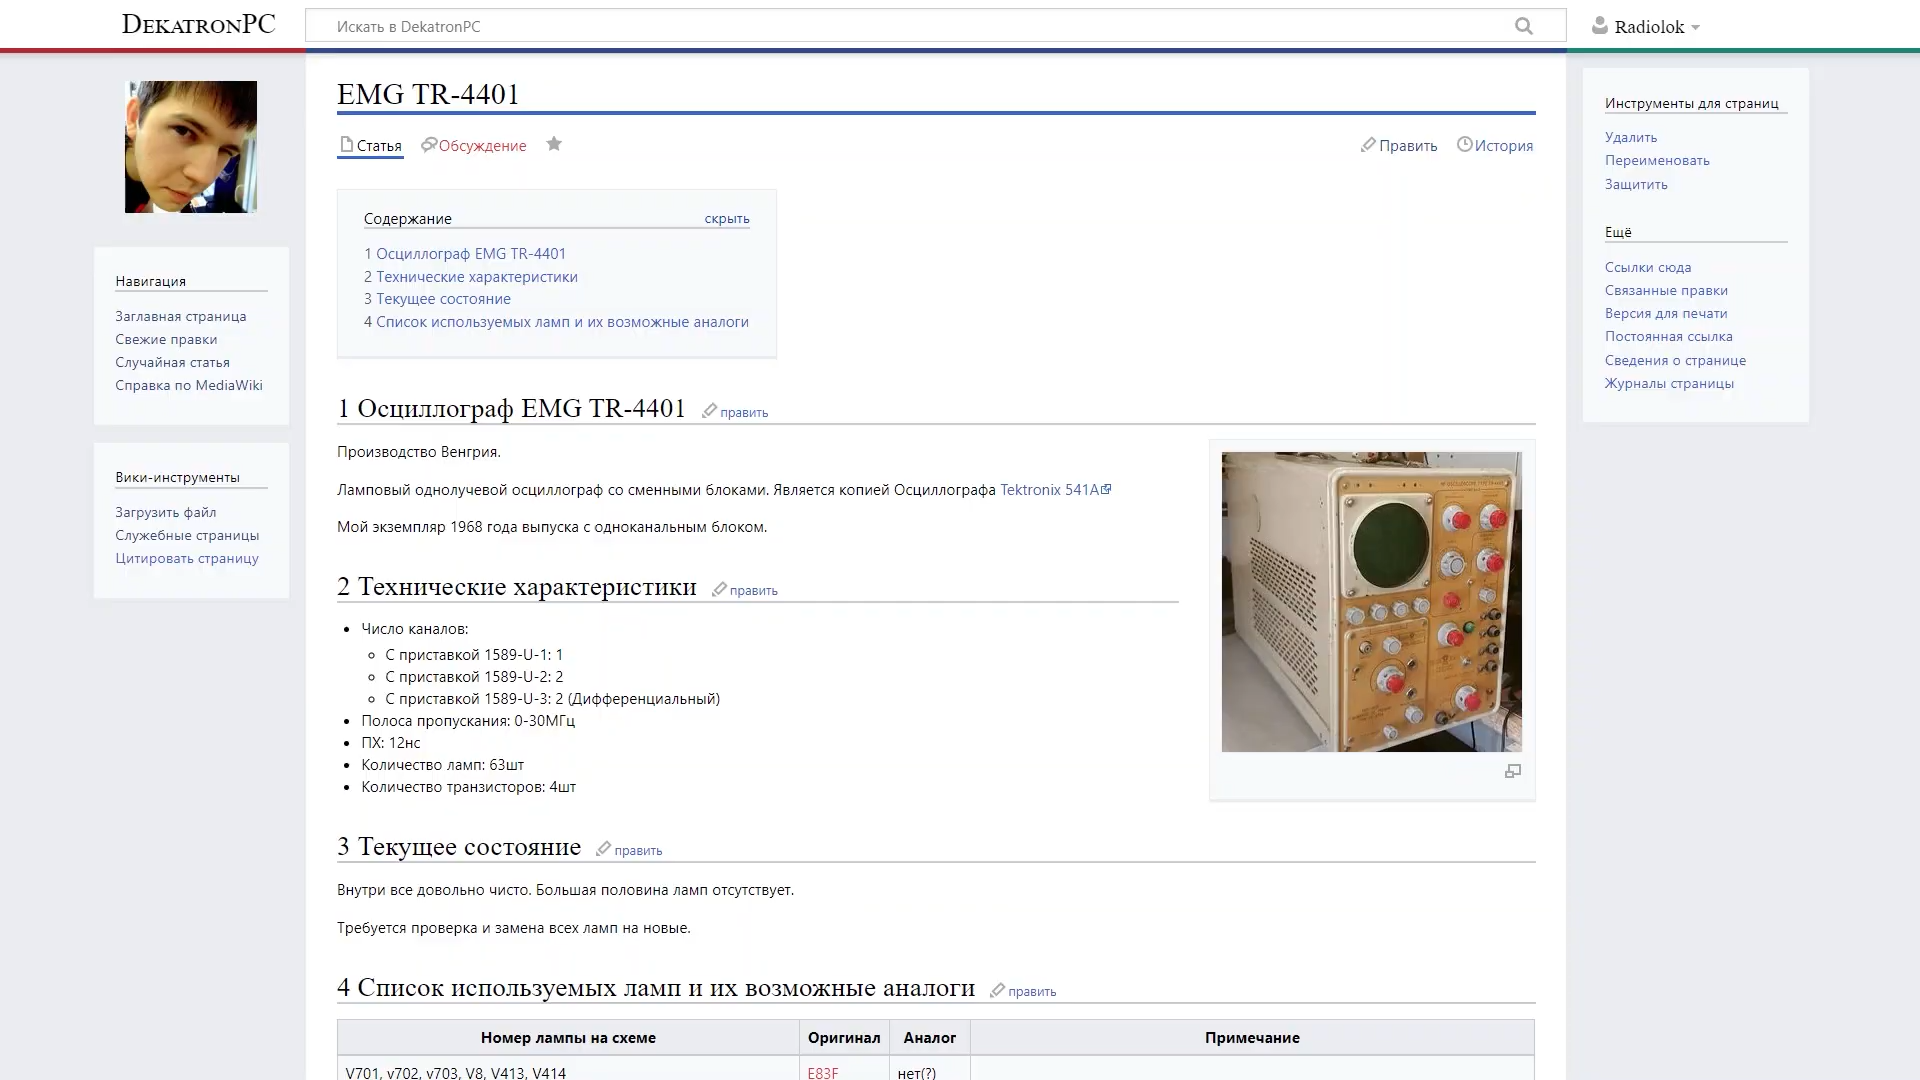 DekatronPC
Искать в DekatronPC
Radiolok
EMG TR-4401
Статья
Обсуждение
Править
История
Содержание
скрыть
1 Осциллограф EMG TR-4401
2 Технические характеристики
3 Текущее состояние
4 Список используемых ламп и их возможные аналоги
Навигация
Заглавная страница
Свежие правки
Случайная статья
Справка по MediaWiki
Вики-инструменты
Загрузить файл
Служебные страницы
Цитировать страницу
1 Осциллограф EMG TR-4401 править
Производство Венгрия.
Ламповый однолучевой осциллограф со сменными блоками. Является копией Осциллографа Tektronix 541A
Мой экземпляр 1968 года выпуска с одноканальным блоком.
2 Технические характеристики править
Число каналов:
С приставкой 1589-U-1: 1
С приставкой 1589-U-2: 2
С приставкой 1589-U-3: 2 (Дифференциальный)
Полоса пропускания: 0-30МГц
ПХ: 12нс
Количество ламп: 63шт
Количество транзисторов: 4шт
3 Текущее состояние править
Внутри все довольно чисто. Большая половина ламп отсутствует.
Требуется проверка и замена всех ламп на новые.
4 Список используемых ламп и их возможные аналоги править
Номер лампы на схеме Оригинал Аналог Примечание
V701, v702, v703, V8, V413, V414 E83F нет(?)
Инструменты для страниц
Удалить
Переименовать
Защитить
Ещё
Ссылки сюда
Связанные правки
Версия для печати
Постоянная ссылка
Сведения о странице
Журналы страницы